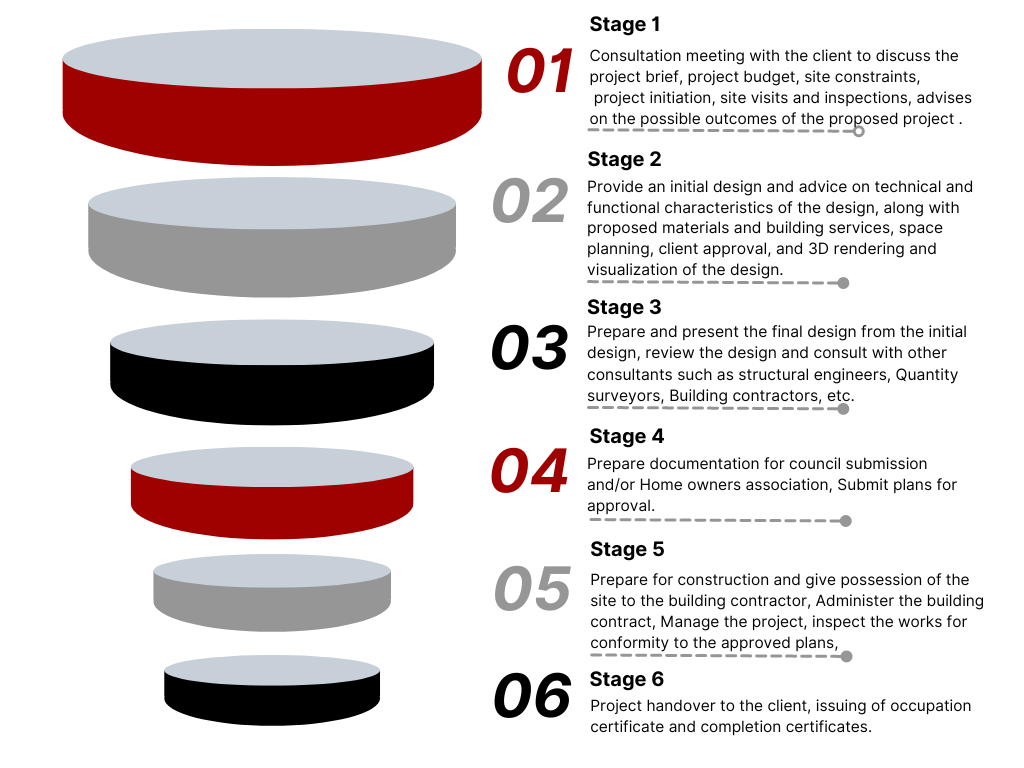 Stage 1
01
Consultation meeting with the client to discuss the
project brief, project budget, site constraints,
project initiation, site visits and inspections, advises
on the possible outcomes of the proposed project .
Stage 2
02
Provide an initial design and advice on technical and
functional characteristics of the design, along with
proposed materials and building services, space
planning, client approval, and 3D rendering and
visualization of the design.
Stage 3
03
Prepare and present the final design from the initial
design, review the design and consult with other
consultants such as structural engineers, Quantity
surveyors, Building contractors, etc.
Stage 4
04
Prepare documentation for council submission
and/or Home owners association, Submit plans for
approval.
Stage 5
05
Prepare for construction and give possession of the
site to the building contractor, Administer the building
contract, Manage the project, inspect the works for
conformity to the approved plans,
Stage 6
06
Project handover to the client, issuing of occupation
certificate and completion certificates.